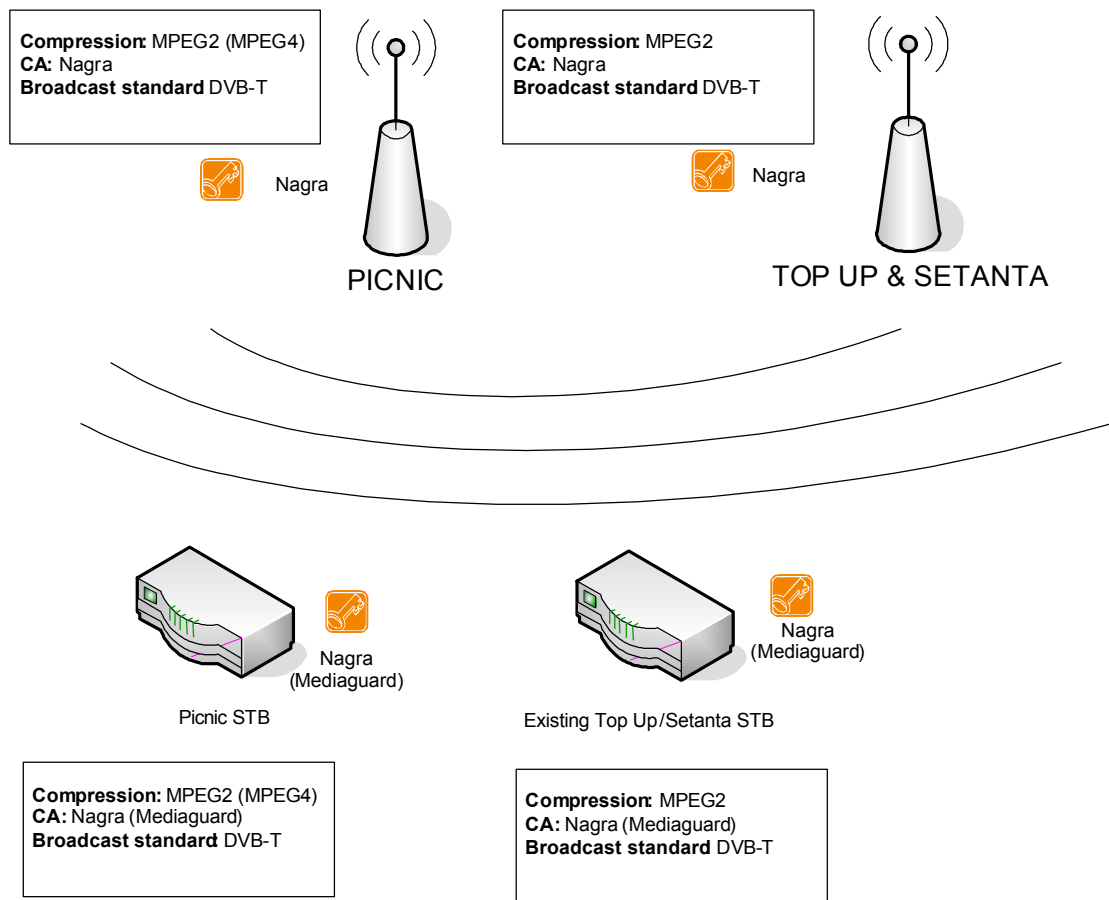 Compression: MPEG2 (MPEG4)
CA: Nagra
Broadcast standard DVB-T
Compression: MPEG2
CA: Nagra
Broadcast standard DVB-T
Nagra
Nagra
PICNIC
TOP UP & SETANTA
Nagra
(Mediaguard)
Nagra
(Mediaguard)
Picnic STB
Existing Top Up/Setanta STB
Compression: MPEG2 (MPEG4)
CA: Nagra (Mediaguard)
Broadcast standard: DVB-T
Compression: MPEG2
CA: Nagra (Mediaguard)
Broadcast standard DVB-T